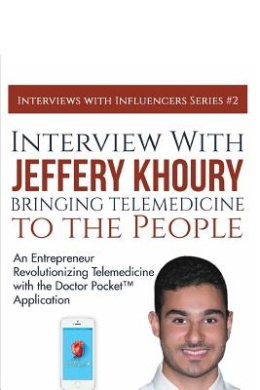 Interviews with Influencers Series #2
Interview With
Jeffery Khoury
Bringing Telemedicine
to the People
An Entrepreneur
Revolutionizing Telemedicine
with the Doctor Pocket™
Application